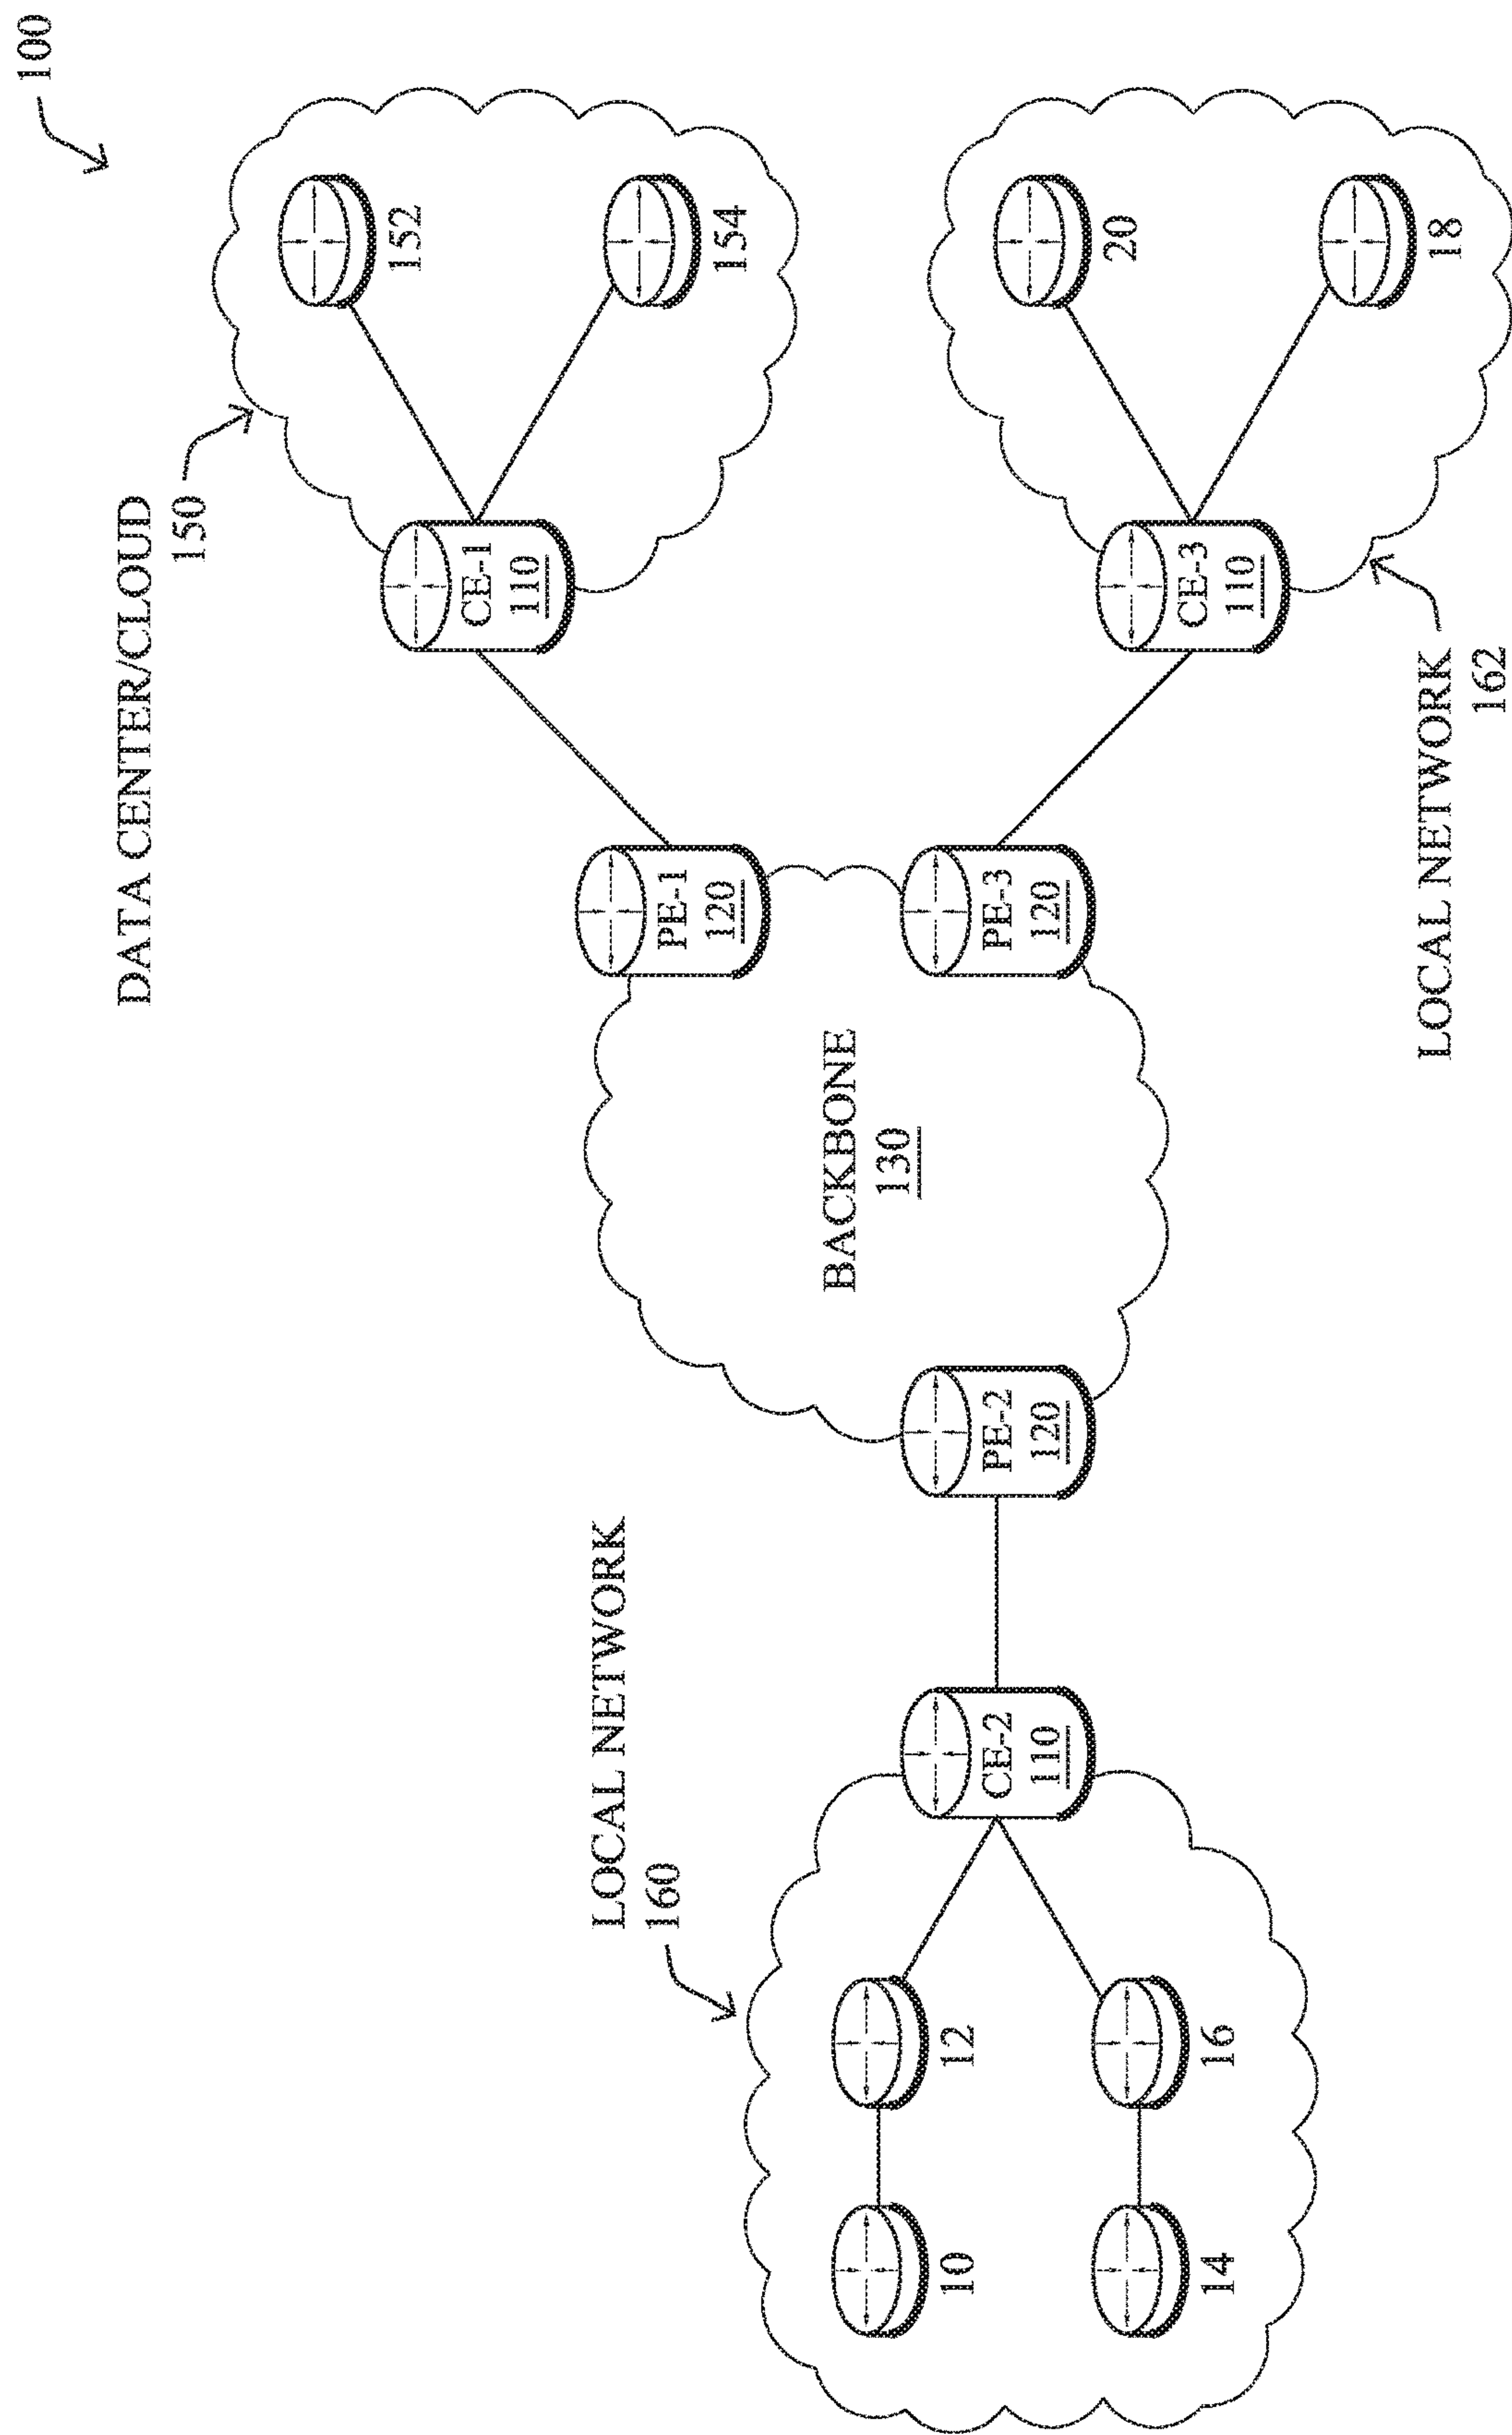 100
DATA CENTER/CLOUD
150
152
154
CE-1
110
PE-1
120
BACKBONE
130
LOCAL NETWORK
160
10
12
14
16
CE-2
110
PE-2
120
PE-3
120
CE-3
110
20
18
LOCAL NETWORK
162